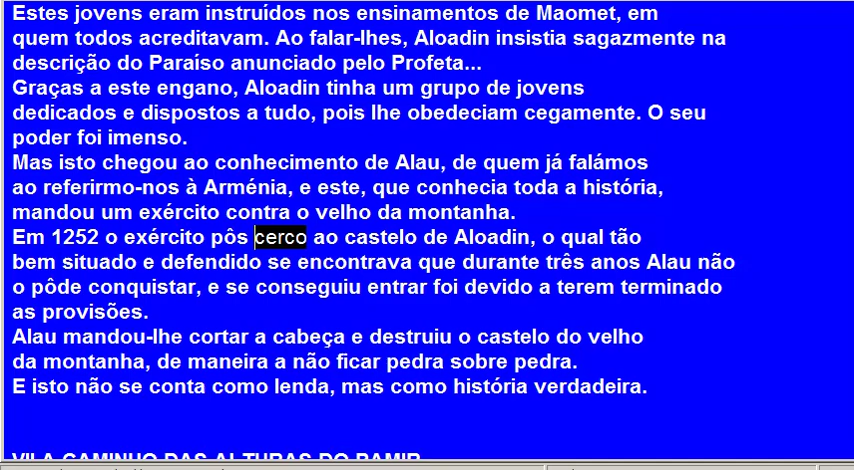 Estes jovens eram instruídos nos ensinamentos de Maomet, em
quem todos acreditavam. Ao falar-lhes, Aloadin insistia sagazmente na
descrição do Paraíso anunciado pelo Profeta...
Graças a este engano, Aloadin tinha um grupo de jovens
dedicados e dispostos a tudo, pois lhe obedeciam cegamente. O seu
poder foi imenso.
Mas isto chegou ao conhecimento de Alau, de quem já falámos
ao referirmo-nos à Arménia, e este, que conhecia toda a história,
mandou um exército contra o velho da montanha.
Em 1252 o exército pôs cerco ao castelo de Aloadin, o qual tão
bem situado e defendido se encontrava que durante três anos Alau não
o pôde conquistar, e se conseguiu entrar foi devido a terem terminado
as provisões.
Alau mandou-lhe cortar a cabeça e destruiu o castelo do velho
da montanha, de maneira a não ficar pedra sobre pedra.
E isto não se conta como lenda, mas como história verdadeira.
CAMINHO DAS ALTURAS DO PAMIR